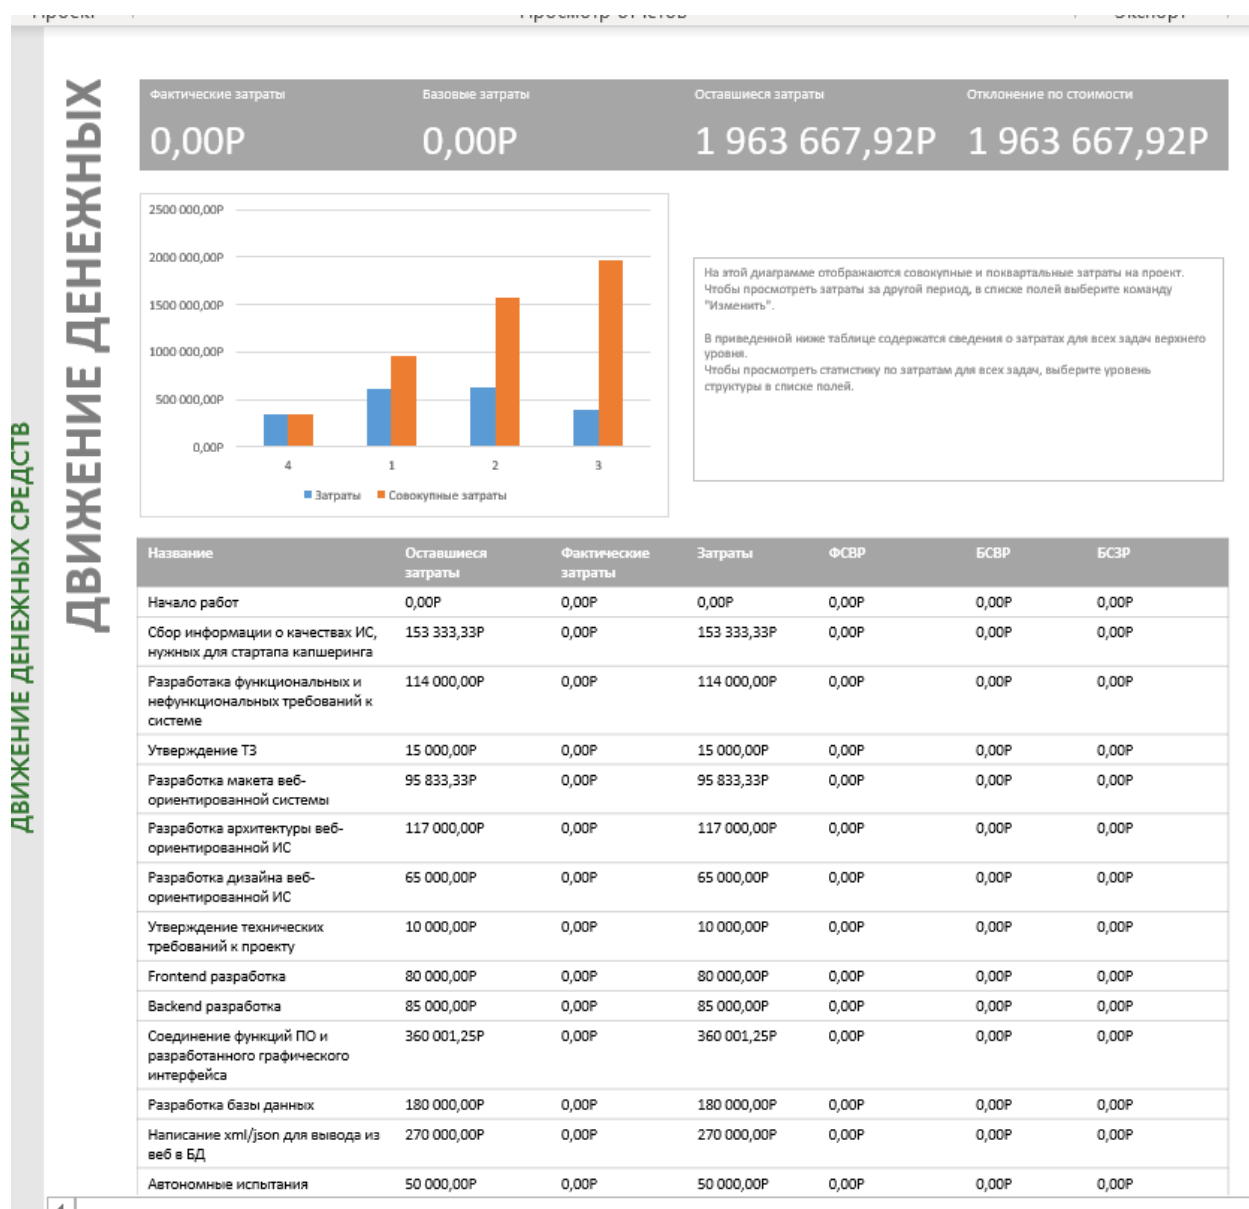 ДВИЖЕНИЕ ДЕНЕЖНЫХ СРЕДСТВ
ДВИЖЕНИЕ ДЕНЕЖНЫХ
Фактические затраты Базовые затраты Оставшиеся затраты Отклонение по стоимости
0,00Р 0,00Р 1 963 667,92Р 1 963 667,92Р
2500 000,00Р
2000 000,00Р
1500 000,00Р
1000 000,00Р
500 000,00Р
0,00Р
4 1 2 3
Затраты Совокупные затраты
На этой диаграмме отображаются совокупные и поквартальные затраты на проект.
Чтобы просмотреть затраты за другой период, в списке полей выберите команду
"Изменить".
В приведенной ниже таблице содержатся сведения о затратах для всех задач верхнего
уровня.
Чтобы просмотреть статистику по затратам для всех задач, выберите уровень
структуры в списке полей.
Название Оставшиеся Фактические Затраты ФСВР БСВР БСЗР
затраты затраты
Начало работ 0,00Р 0,00Р 0,00Р 0,00Р 0,00Р 0,00Р
Сбор информации о качествах ИС, 153 333,33Р 0,00Р 153 333,33Р 0,00Р 0,00Р 0,00Р
нужных для стартапа капшеринга
Разработака функциональных и 114 000,00Р 0,00Р 114 000,00Р 0,00Р 0,00Р 0,00Р
нефункциональных требований к
системе
Утверждение ТЗ 15 000,00Р 0,00Р 15 000,00Р 0,00Р 0,00Р 0,00Р
Разработка макета веб- 95 833,33Р 0,00Р 95 833,33Р 0,00Р 0,00Р 0,00Р
ориентированной системы
Разработка архитектуры веб- 117 000,00Р 0,00Р 117 000,00Р 0,00Р 0,00Р 0,00Р
ориентированной ИС
Разработка дизайна веб- 65 000,00Р 0,00Р 65 000,00Р 0,00Р 0,00Р 0,00Р
ориентированной ИС
Утверждение технических 10 000,00Р 0,00Р 10 000,00Р 0,00Р 0,00Р 0,00Р
требований к проекту
Frontend разработка 80 000,00Р 0,00Р 80 000,00Р 0,00Р 0,00Р 0,00Р
Backend разработка 85 000,00Р 0,00Р 85 000,00Р 0,00Р 0,00Р 0,00Р
Соединение функций ПО и 360 001,25Р 0,00Р 360 001,25Р 0,00Р 0,00Р 0,00Р
разработанного графического
интерфейса
Разработка базы данных 180 000,00Р 0,00Р 180 000,00Р 0,00Р 0,00Р 0,00Р
Написание xml/json для вывода из 270 000,00Р 0,00Р 270 000,00Р 0,00Р 0,00Р 0,00Р
веб в БД
Автономные испытания 50 000,00Р 0,00Р 50 000,00Р 0,00Р 0,00Р 0,00Р